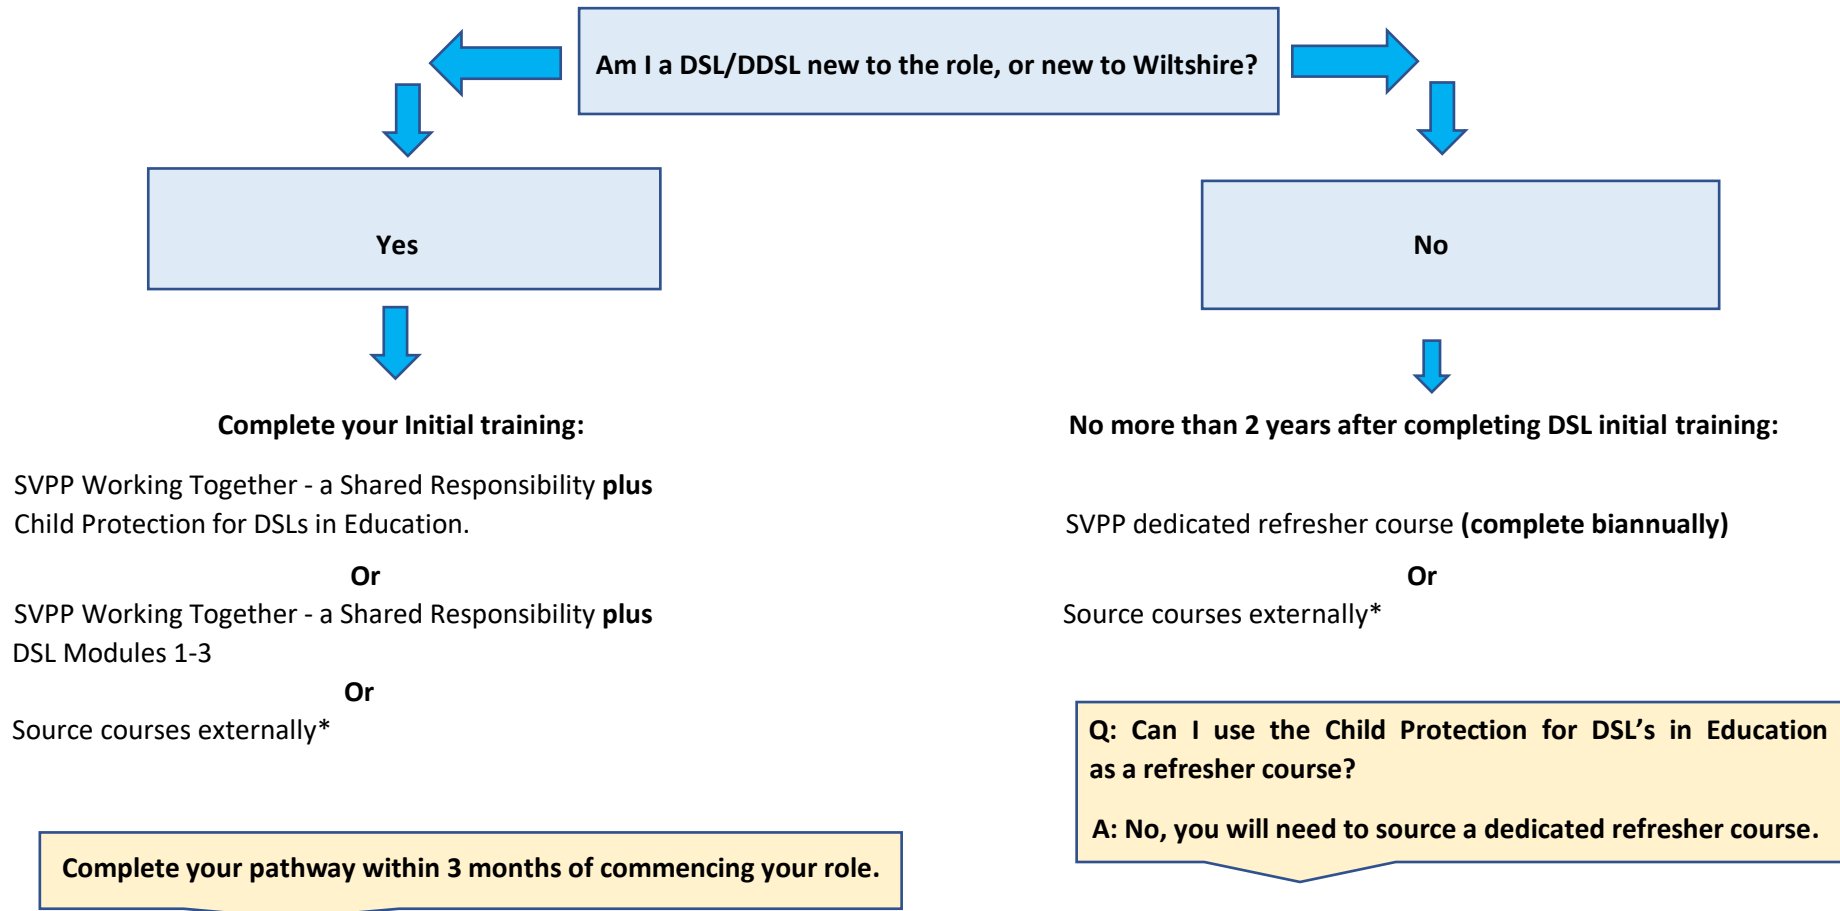 Am I a DSL/DDSL new to the role, or new to Wiltshire?
Yes
Complete your Initial training:
SVPP Working Together - a Shared Responsibility plus
Child Protection for DSLs in Education.
Or
SVPP Working Together - a Shared Responsibility plus
DSL Modules 1-3
Or
Source courses externally*
Complete your pathway within 3 months of commencing your role.
No
No more than 2 years after completing DSL initial training:
SVPP dedicated refresher course (complete biannually)
Or
Source courses externally*
Q: Can I use the Child Protection for DSL’s in Education
as a refresher course?
A: No, you will need to source a dedicated refresher course.